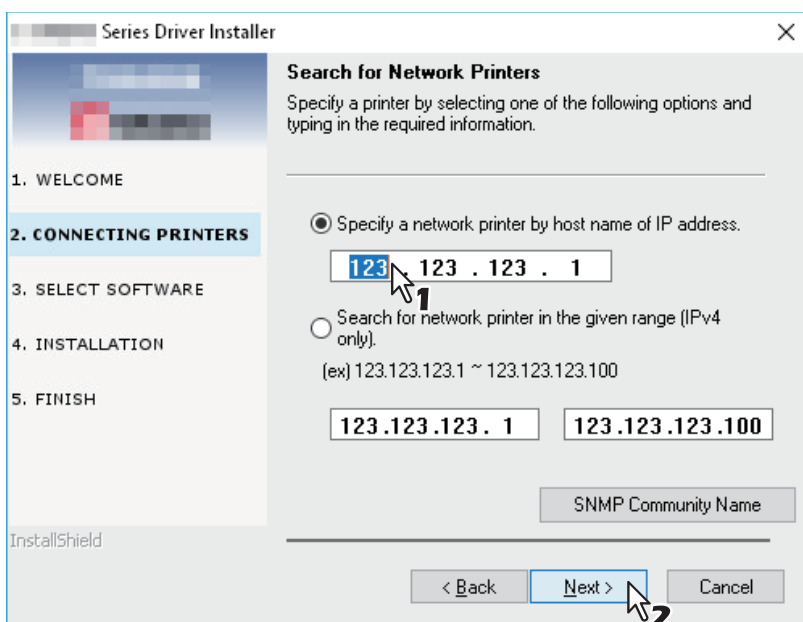 Series Driver Installer
Search for Network Printers
Specify a printer by selecting one of the following options and
typing in the required information.
1. WELCOME
2. CONNECTING PRINTERS
3. SELECT SOFTWARE
4. INSTALLATION
5. FINISH
Specify a network printer by host name of IP address.
123 . 123 . 123 . 1
1
Search for network printer in the given range (IPv4
only).
(ex) 123.123.123.1 ~ 123.123.123.100
123.123.123. 1
123.123.123.100
SNMP Community Name
InstallShield
< Back
Next >
Cancel
2